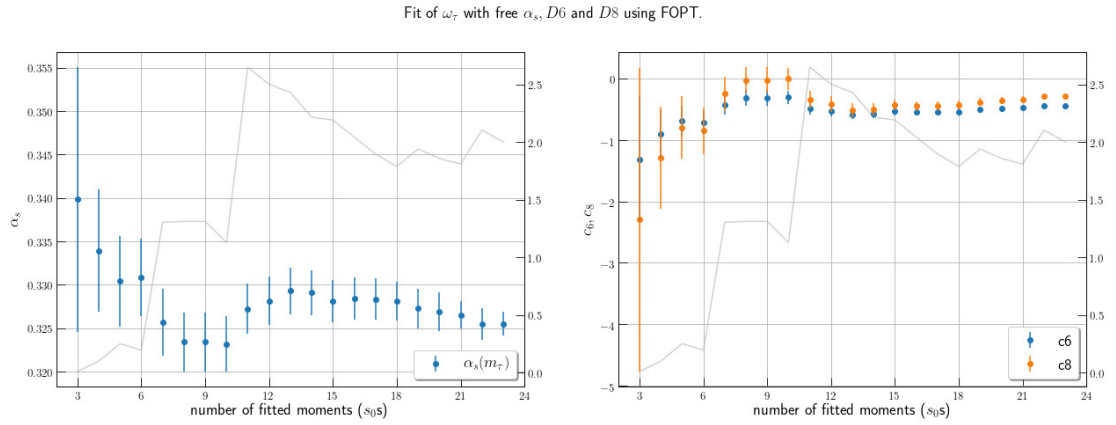 Fit of ω_τ with free α_s, D6 and D8 using FOPT.
0.355
0.350
0.345
0.340
0.335
0.330
0.325
0.320
α_s
2.5
2.0
1.5
1.0
0.5
0.0
α_s(m_τ)
3 6 9 12 15 18 21 24
number of fitted moments (s_0s)
0
−1
−2
−3
−4
−5
c_6, c_8
2.5
2.0
1.5
1.0
0.5
0.0
c6
c8
3 6 9 12 15 18 21 24
number of fitted moments (s_0s)